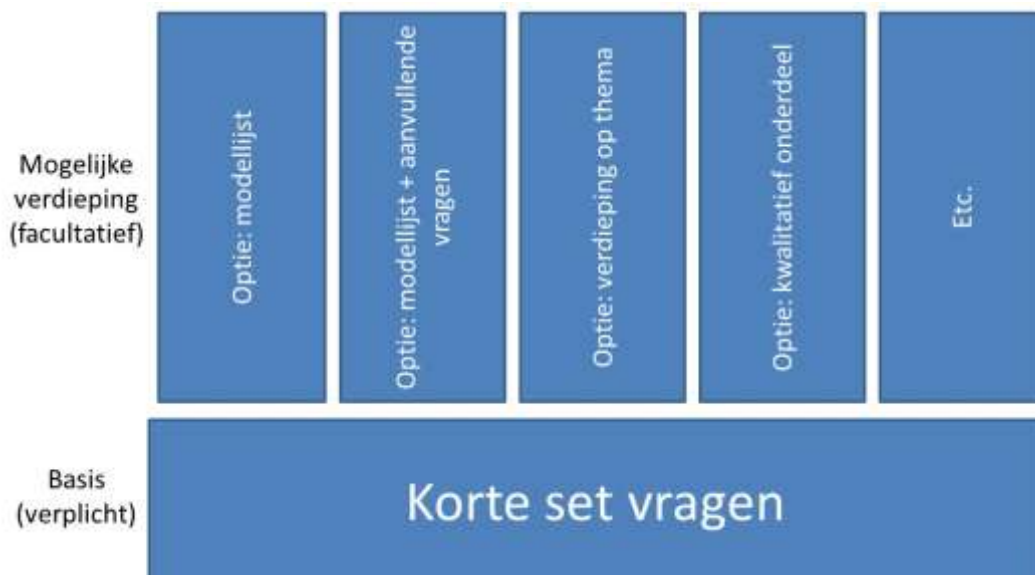 Mogelijke
verdieping
(facultatief)
Optie: modellijst
Optie: modellijst + aanvullende
vragen
Optie: verdieping op thema
Optie: kwalitatief onderdeel
Etc.
Basis
(verplicht)
Korte set vragen